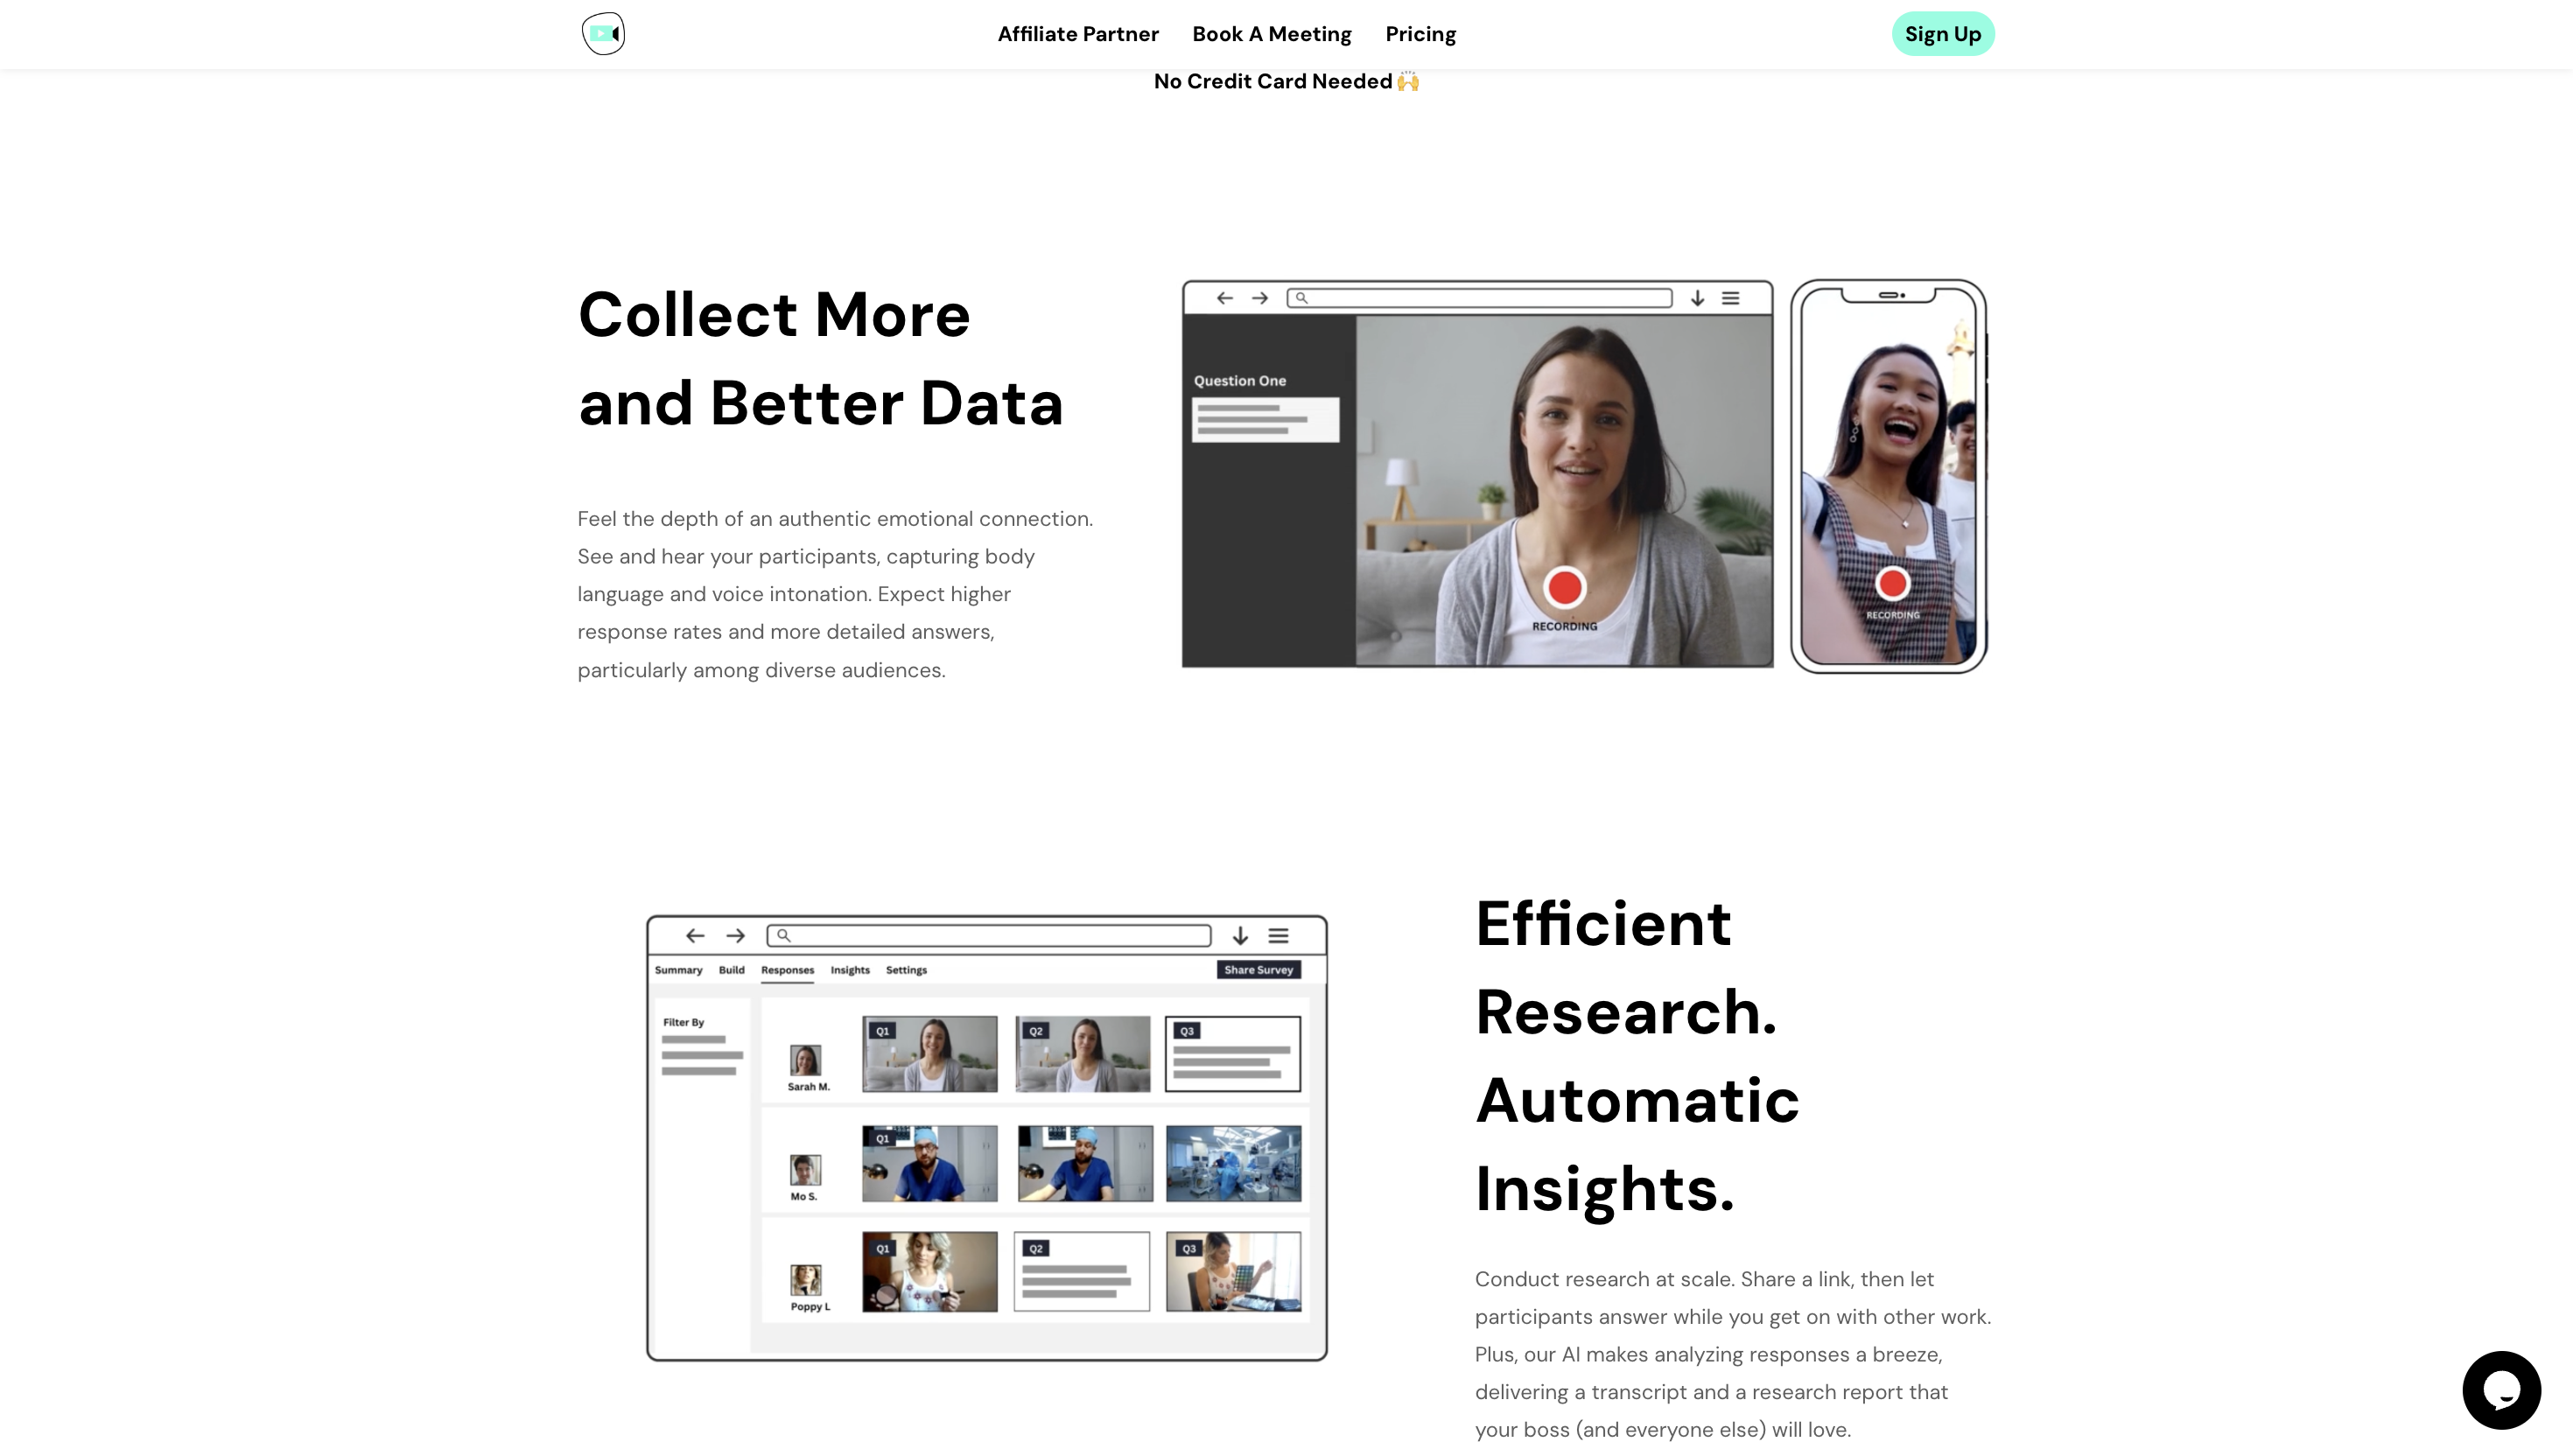 Affiliate Partner Book A Meeting Pricing Sign Up
No Credit Card Needed 🙌
Collect More
and Better Data
Feel the depth of an authentic emotional connection.
See and hear your participants, capturing body
language and voice intonation. Expect higher
response rates and more detailed answers,
particularly among diverse audiences.
Question One
RECORDING
RECORDING
Summary Build Responses Insights Settings Share Survey
Filter By
Q1 Q2 Q3
Sarah M.
Q1
Mo S.
Q1 Q2 Q3
Poppy L
Efficient
Research.
Automatic
Insights.
Conduct research at scale. Share a link, then let
participants answer while you get on with other work.
Plus, our AI makes analyzing responses a breeze,
delivering a transcript and a research report that
your boss (and everyone else) will love.